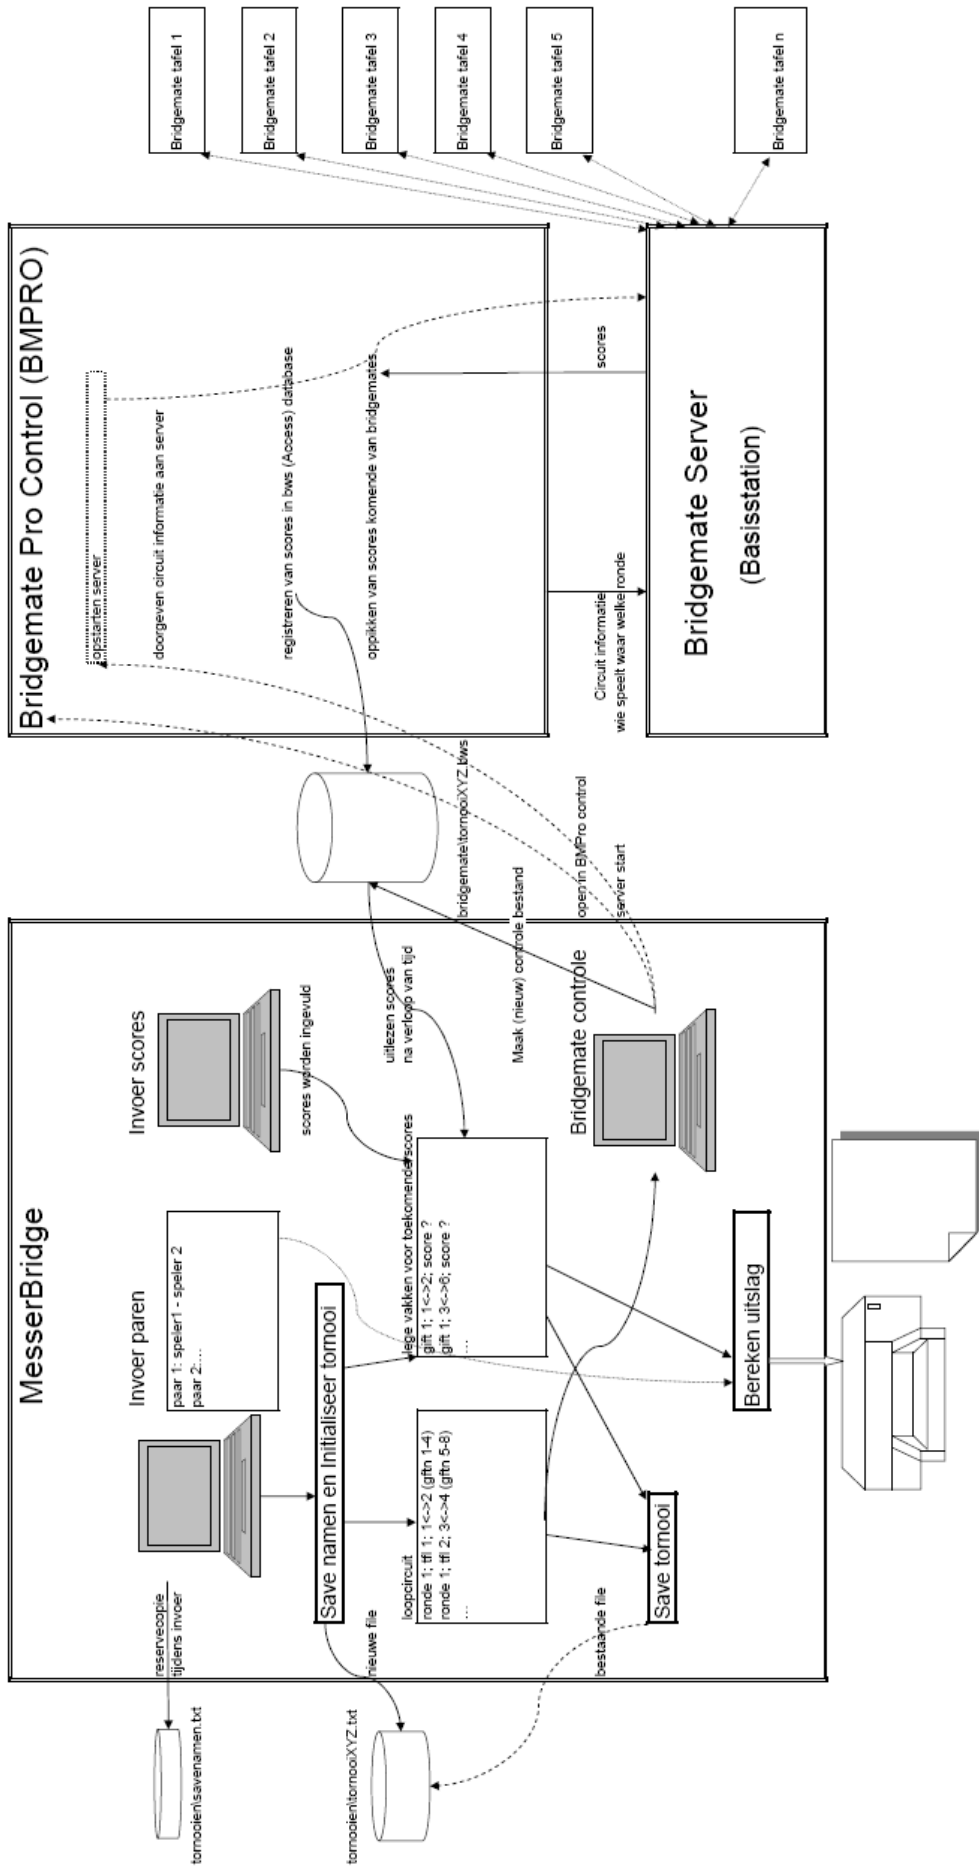 MesserBridge
Invoer paren
Invoer scores
reservecopie
tijdens invoer
paar 1: speler1 - speler 2
paar 2:....
scores worden ingevuld
tornooien\savenamen.txt
Save namen en Initialiseer tornooi
nieuwe file
tornooien\tornooiXYZ.txt
loopcircuit
ronde 1; tfl 1; 1<->2 (gftn 1-4)
ronde 1; tfl 2; 3<->4 (gftn 5-8)
....
lege vakken voor toekomende scores
gift 1; 1<->2; score ?
gift 1; 3<->6; score ?
....
uitlezen scores
na verloop van tijd
bridgemate\tornooiXYZ.bws
Maak (nieuw) controle bestand
Bridgemate controle
open in BMPro control
server start
bestaande file
Save tornooi
Bereken uitslag
Bridgemate Pro Control (BMPRO)
opstarten server
doorgeven circuit informatie aan server
registreren van scores in bws (Access) database
oppikken van scores komende van bridgemates
Circuit informatie
wie speelt waar welke ronde
scores
Bridgemate Server
(Basisstation)
Bridgemate tafel 1
Bridgemate tafel 2
Bridgemate tafel 3
Bridgemate tafel 4
Bridgemate tafel 5
Bridgemate tafel n